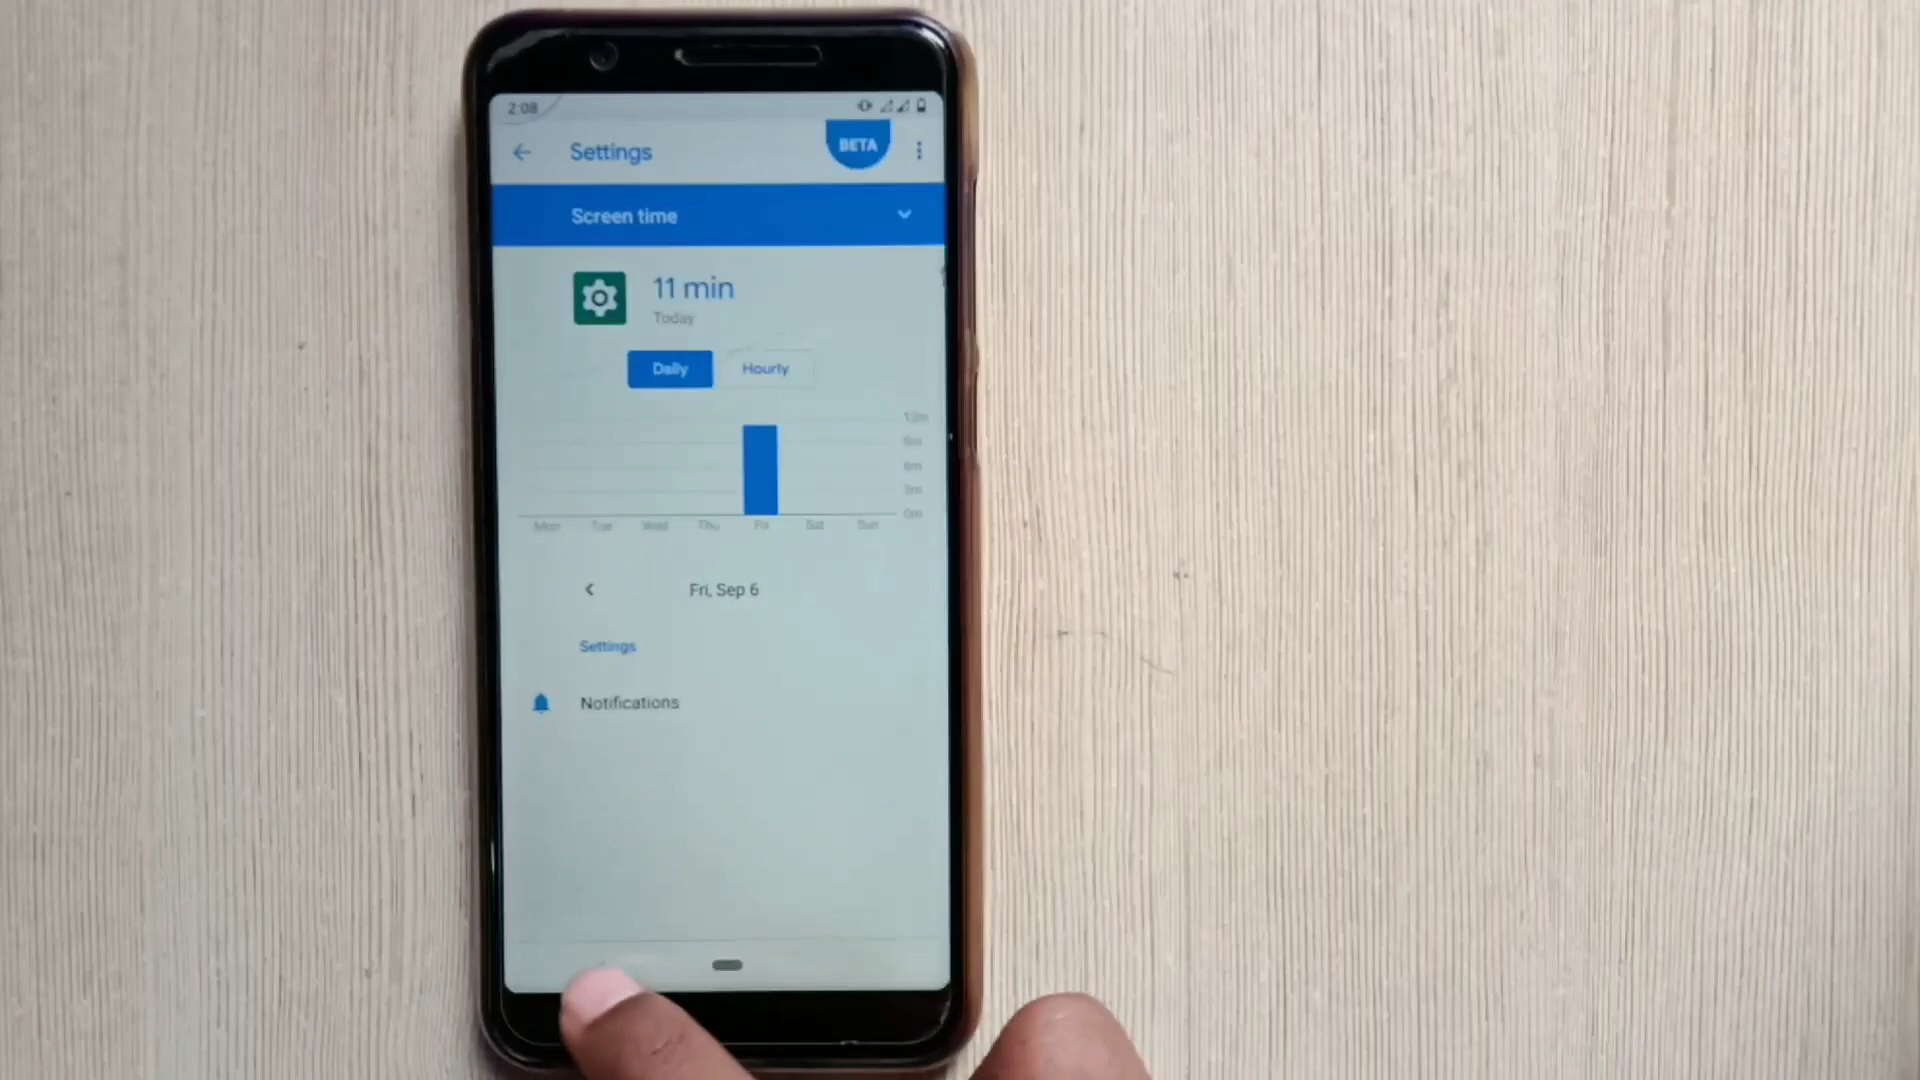 2:08
Settings
BETA
Screen time
11 min
Today
Daily
Hourly
12m
9m
6m
3m
0m
Mon Tue Wed Thu Fri Sat Sun
Fri, Sep 6
Settings
Notifications